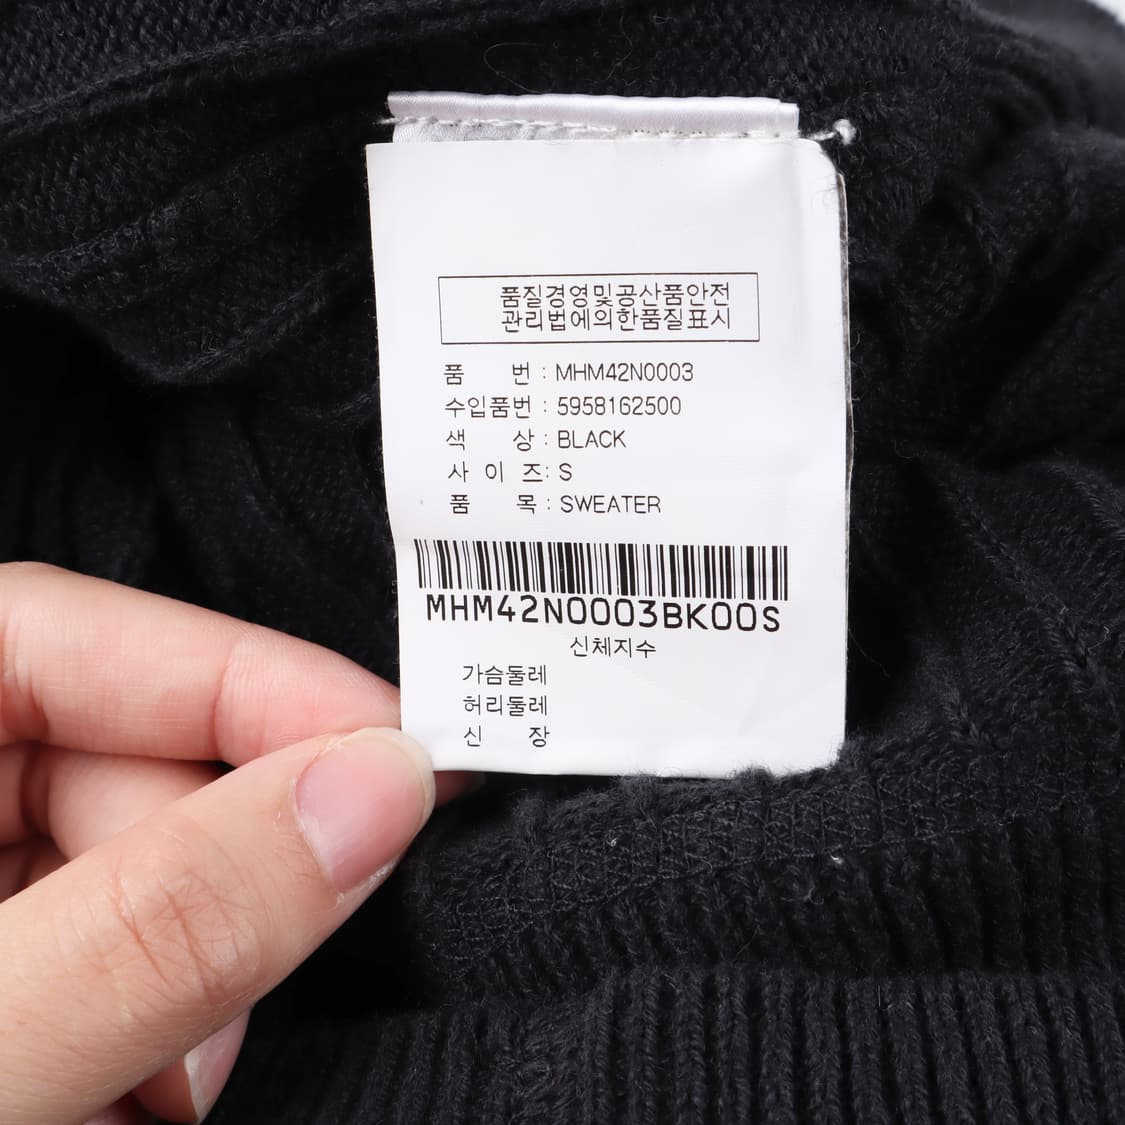 품질경영및공산품안전
관리법에의한품질표시
품 번 : MHM42N0003
수입품번 : 5958162500
색 상 : BLACK
사 이 즈: S
품 목 : SWEATER
MHM42N0003BK00S
신체지수
가슴둘레
허리둘레
신 장